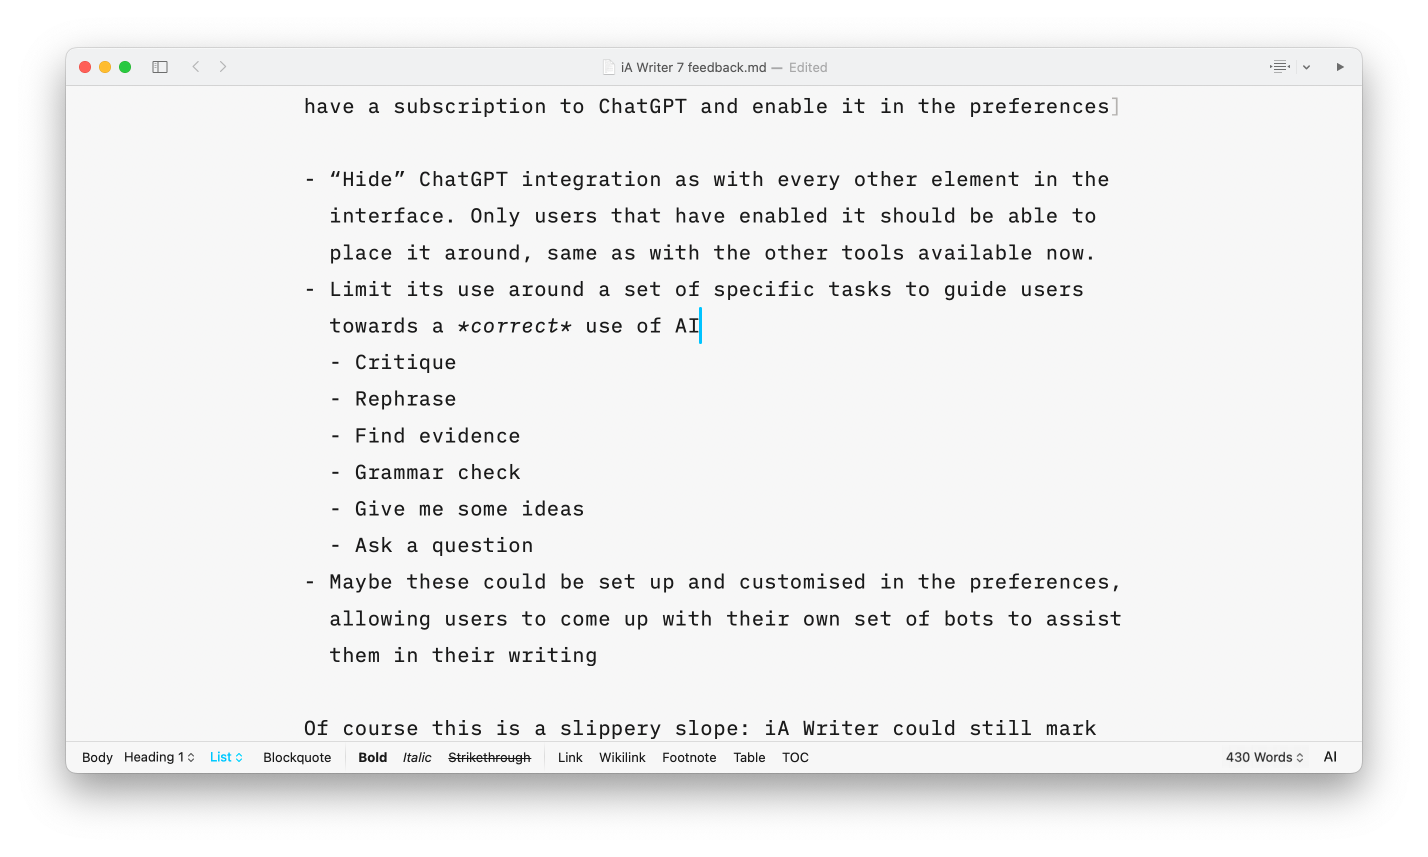 iA Writer 7 feedback.md — Edited
have a subscription to ChatGPT and enable it in the preferences]
- “Hide” ChatGPT integration as with every other element in the
interface. Only users that have enabled it should be able to
place it around, same as with the other tools available now.
- Limit its use around a set of specific tasks to guide users
towards a *correct* use of AI
- Critique
- Rephrase
- Find evidence
- Grammar check
- Give me some ideas
- Ask a question
- Maybe these could be set up and customised in the preferences,
allowing users to come up with their own set of bots to assist
them in their writing
Of course this is a slippery slope: iA Writer could still mark
Body Heading 1 List Blockquote Bold Italic Strikethrough Link Wikilink Footnote Table TOC 430 Words AI